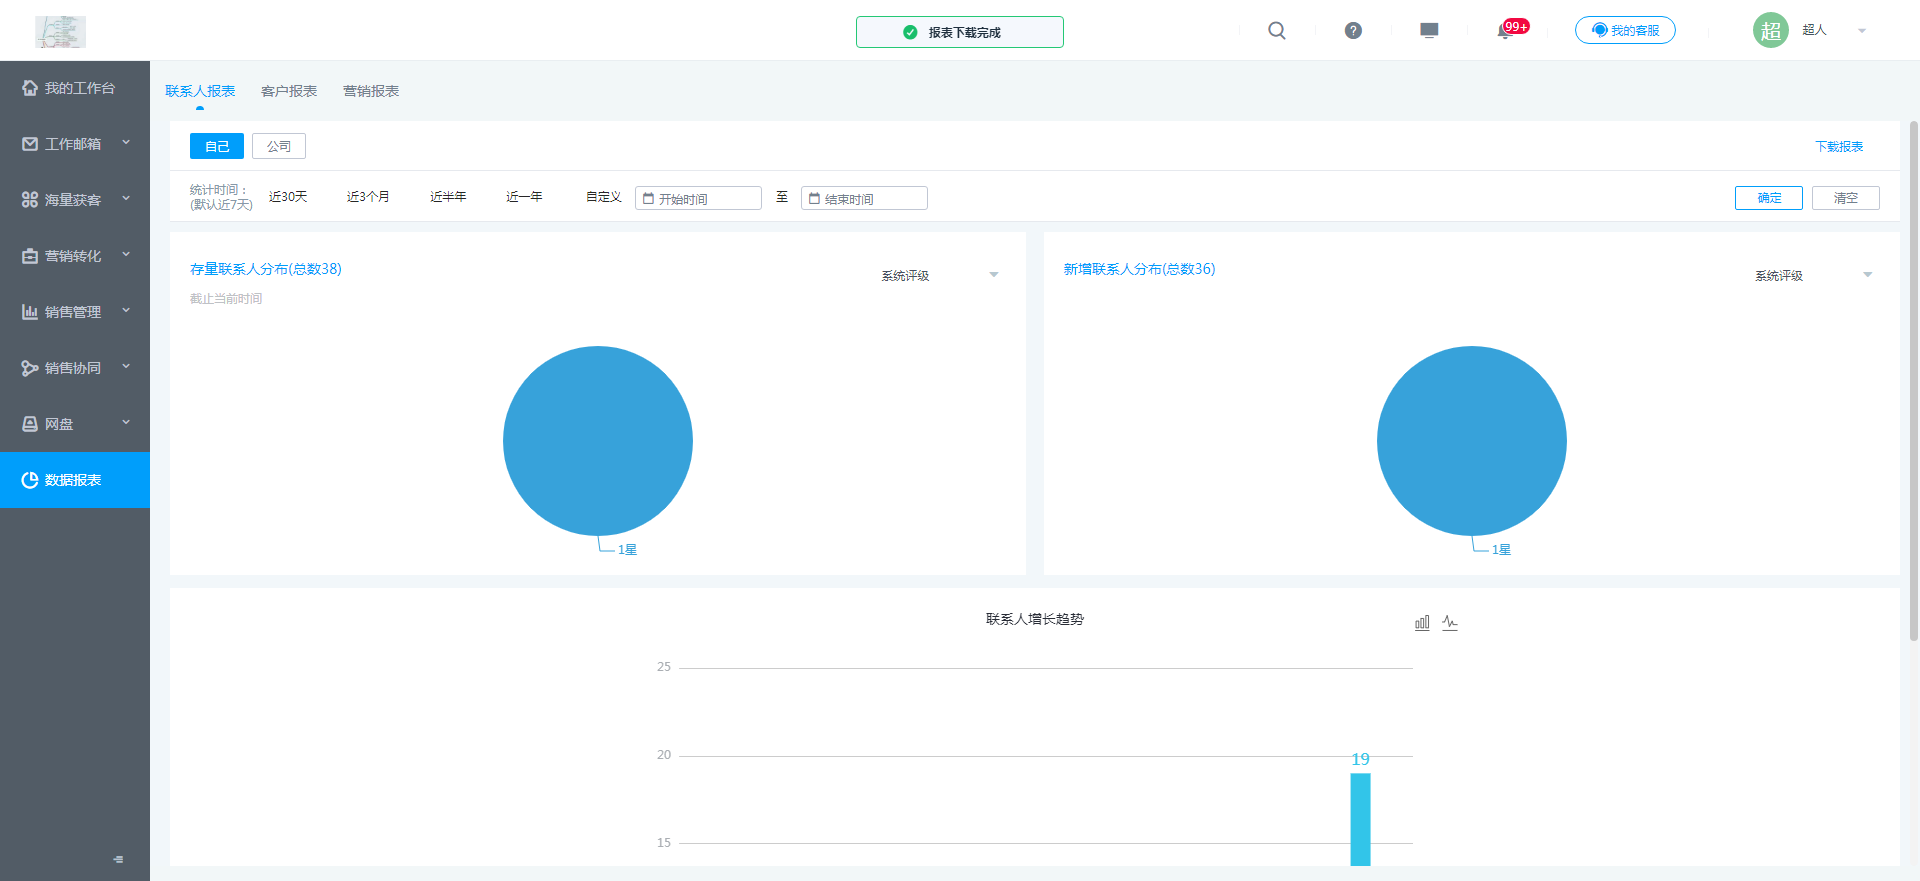 报表下载完成
99+
我的客服
超
超人
我的工作台
工作邮箱
海量获客
营销转化
销售管理
销售协同
网盘
数据报表
联系人报表 客户报表 营销报表
自己 公司 下载报表
统计时间：
(默认近7天)
近30天 近3个月 近半年 近一年 自定义 开始时间 至 结束时间 确定 清空
存量联系人分布(总数38)
系统评级
截止当前时间
1星
新增联系人分布(总数36)
系统评级
1星
联系人增长趋势
25
20
19
15